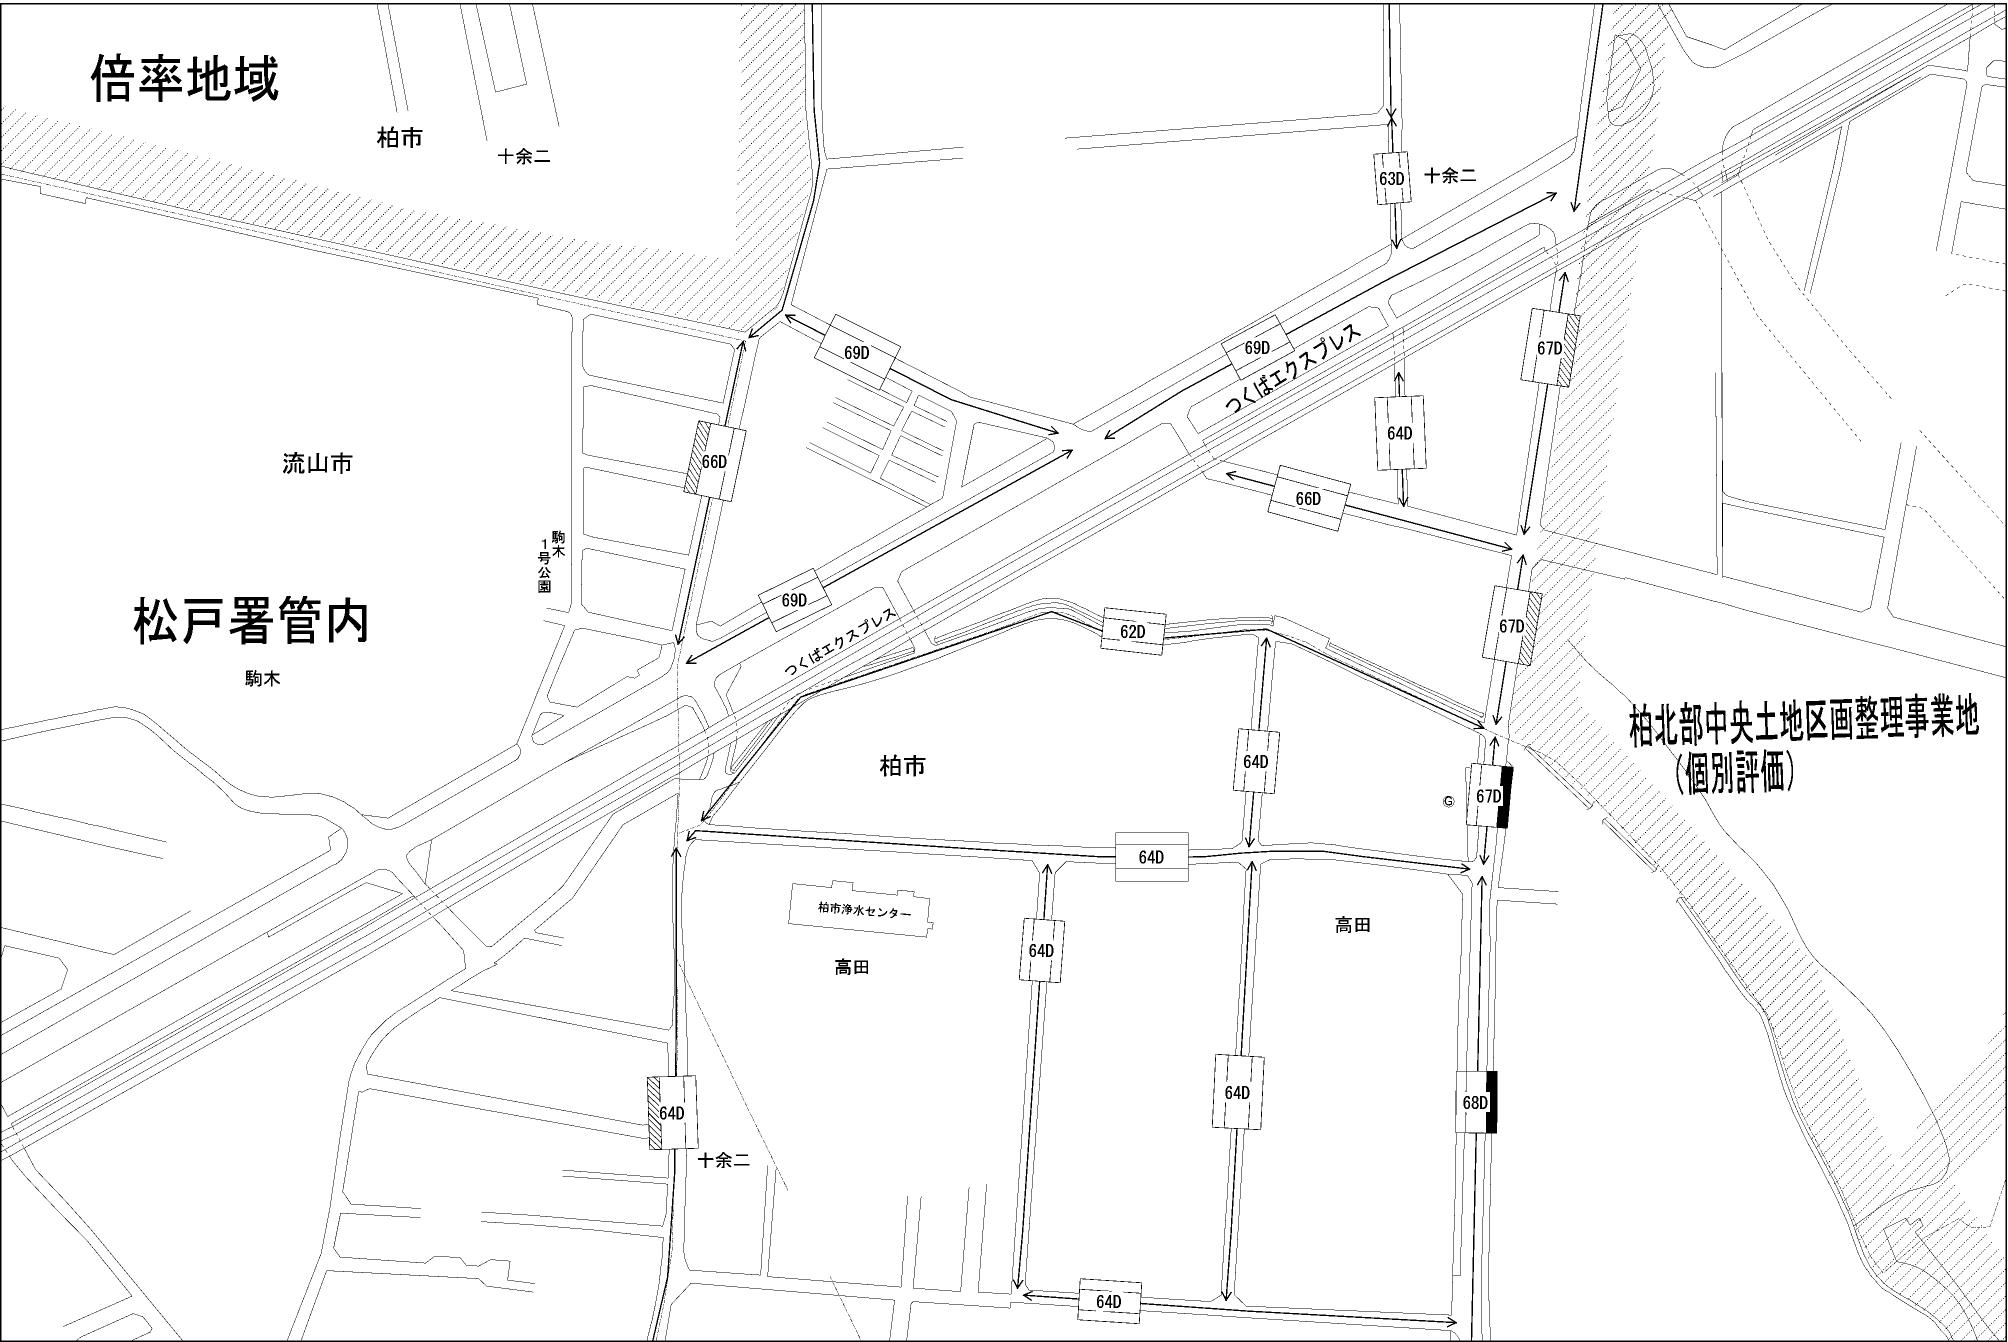 倍率地域
柏市
十余二
63D
十余二
69D
69D
つくばエクスプレス
67D
64D
66D
66D
流山市
駒木
1号公園
松戸署管内
駒木
69D
つくばエクスプレス
62D
67D
柏北部中央土地区画整理事業地
(個別評価)
柏市
64D
G
67D
64D
柏市浄水センター
高田
高田
64D
64D
64D
68D
十余二
64D